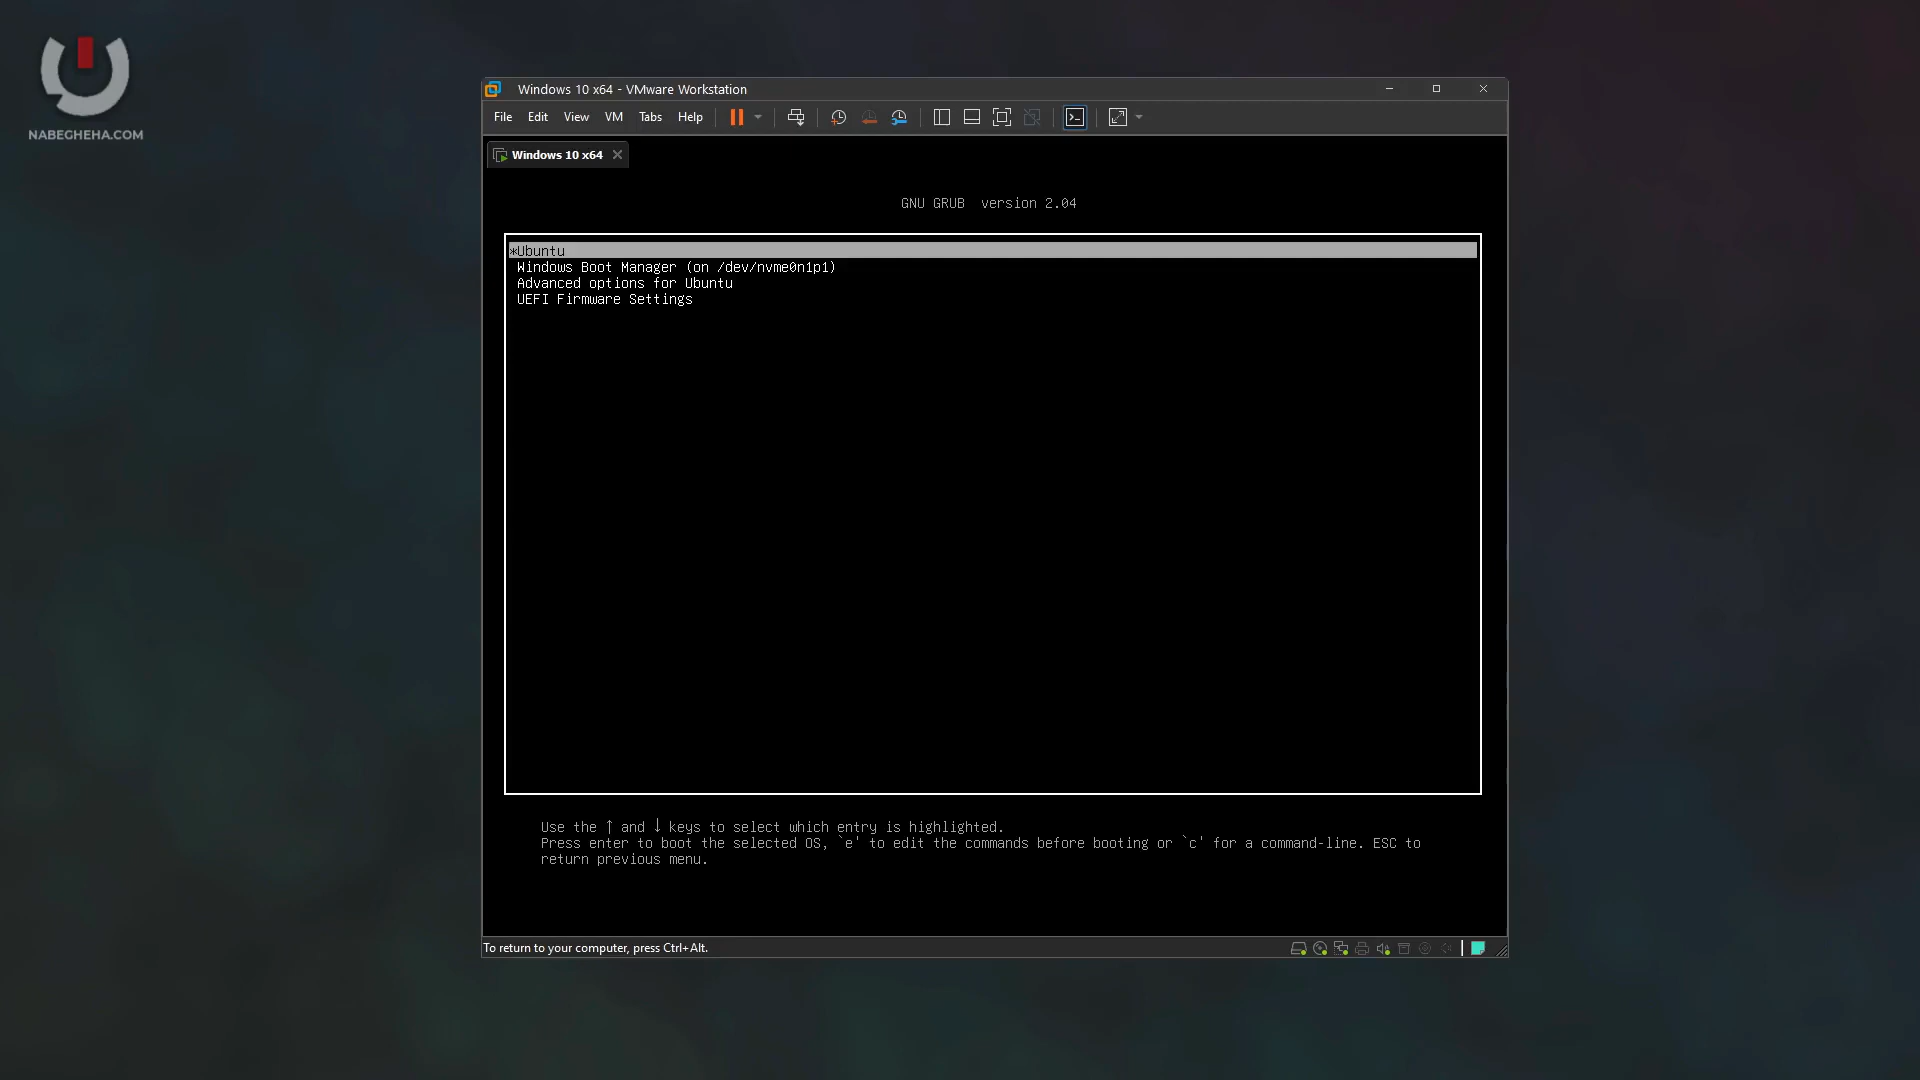 NABEGHEHA.COM
Windows 10 x64 - VMware Workstation
File Edit View VM Tabs Help
Windows 10 x64
GNU GRUB version 2.04
*Ubuntu
Windows Boot Manager (on /dev/nvme0n1p1)
Advanced options for Ubuntu
UEFI Firmware Settings
Use the ↑ and ↓ keys to select which entry is highlighted.
Press enter to boot the selected OS, `e' to edit the commands before booting or `c' for a command-line. ESC to
return previous menu.
To return to your computer, press Ctrl+Alt.